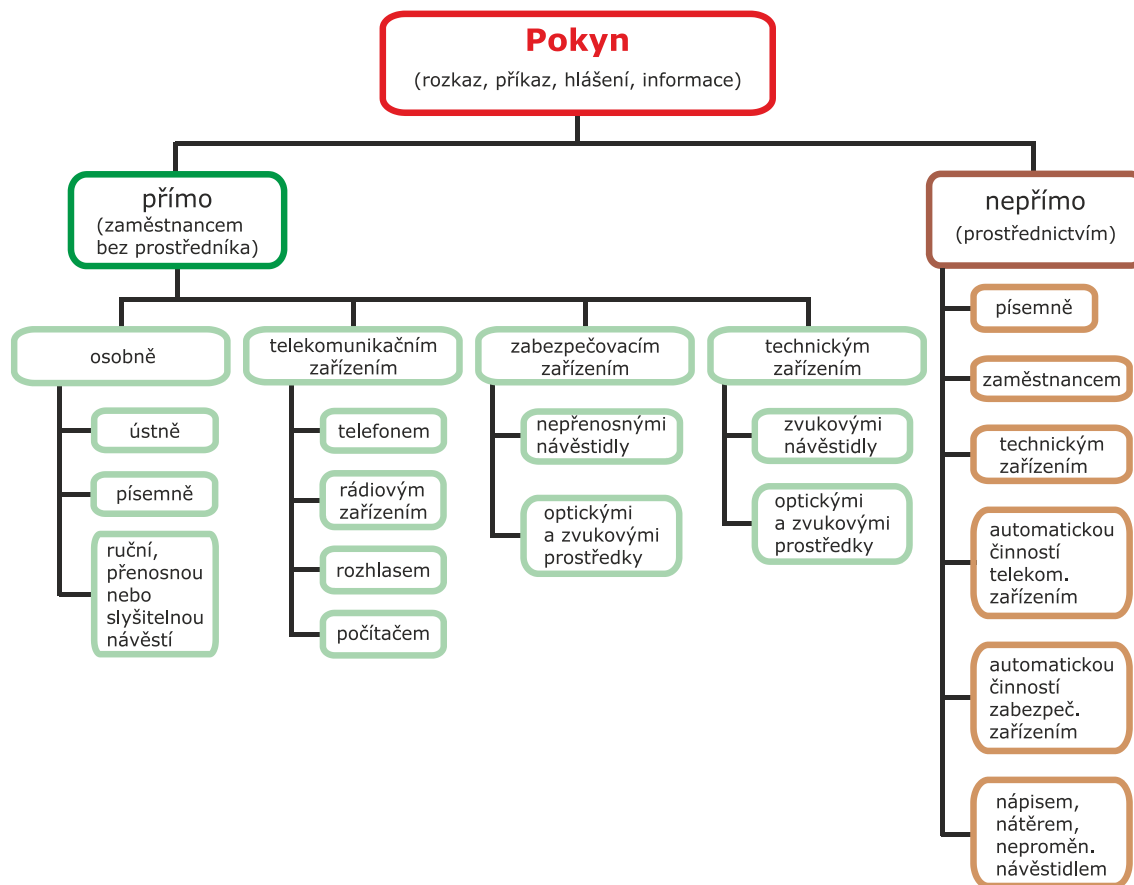 Pokyn
(rozkaz, příkaz, hlášení, informace)
přímo
(zaměstnancem
bez prostředníka)
nepřímo
(prostřednictvím)
osobně
ústně
písemně
ruční,
přenosnou
nebo
slyšitelnou
návěstí
telekomunikačním
zařízením
telefonem
rádiovým
zařízením
rozhlasem
počítačem
zabezpečovacím
zařízením
nepřenosnými
návěstidly
optickými
a zvukovými
prostředky
technickým
zařízením
zvukovými
návěstidly
optickými
a zvukovými
prostředky
písemně
zaměstnancem
technickým
zařízením
automatickou
činností
telekom.
zařízením
automatickou
činností
zabezpeč.
zařízením
nápisem,
nátěrem,
neproměn.
návěstidlem